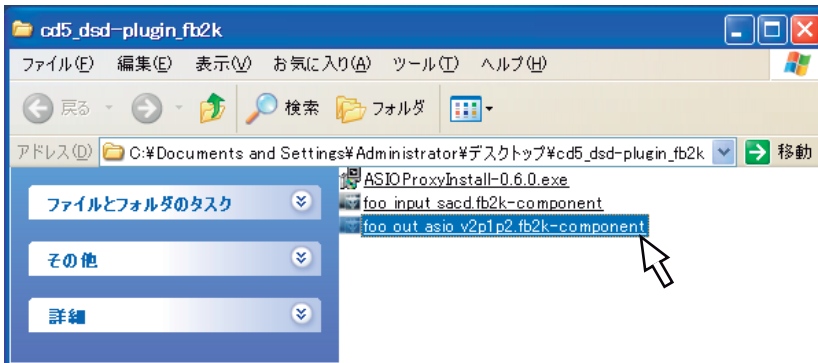 cd5_dsd-plugin_fb2k
ファイル(F) 編集(E) 表示(V) お気に入り(A) ツール(T) ヘルプ(H)
戻る 検索 フォルダ
アドレス(D) C:¥Documents and Settings¥Administrator¥デスクトップ¥cd5_dsd-plugin_fb2k 移動
ASIOProxyInstall-0.6.0.exe
ファイルとフォルダのタスク
foo_input_sacd.fb2k-component
foo_out_asio_v2p1p2.fb2k-component
その他
詳細